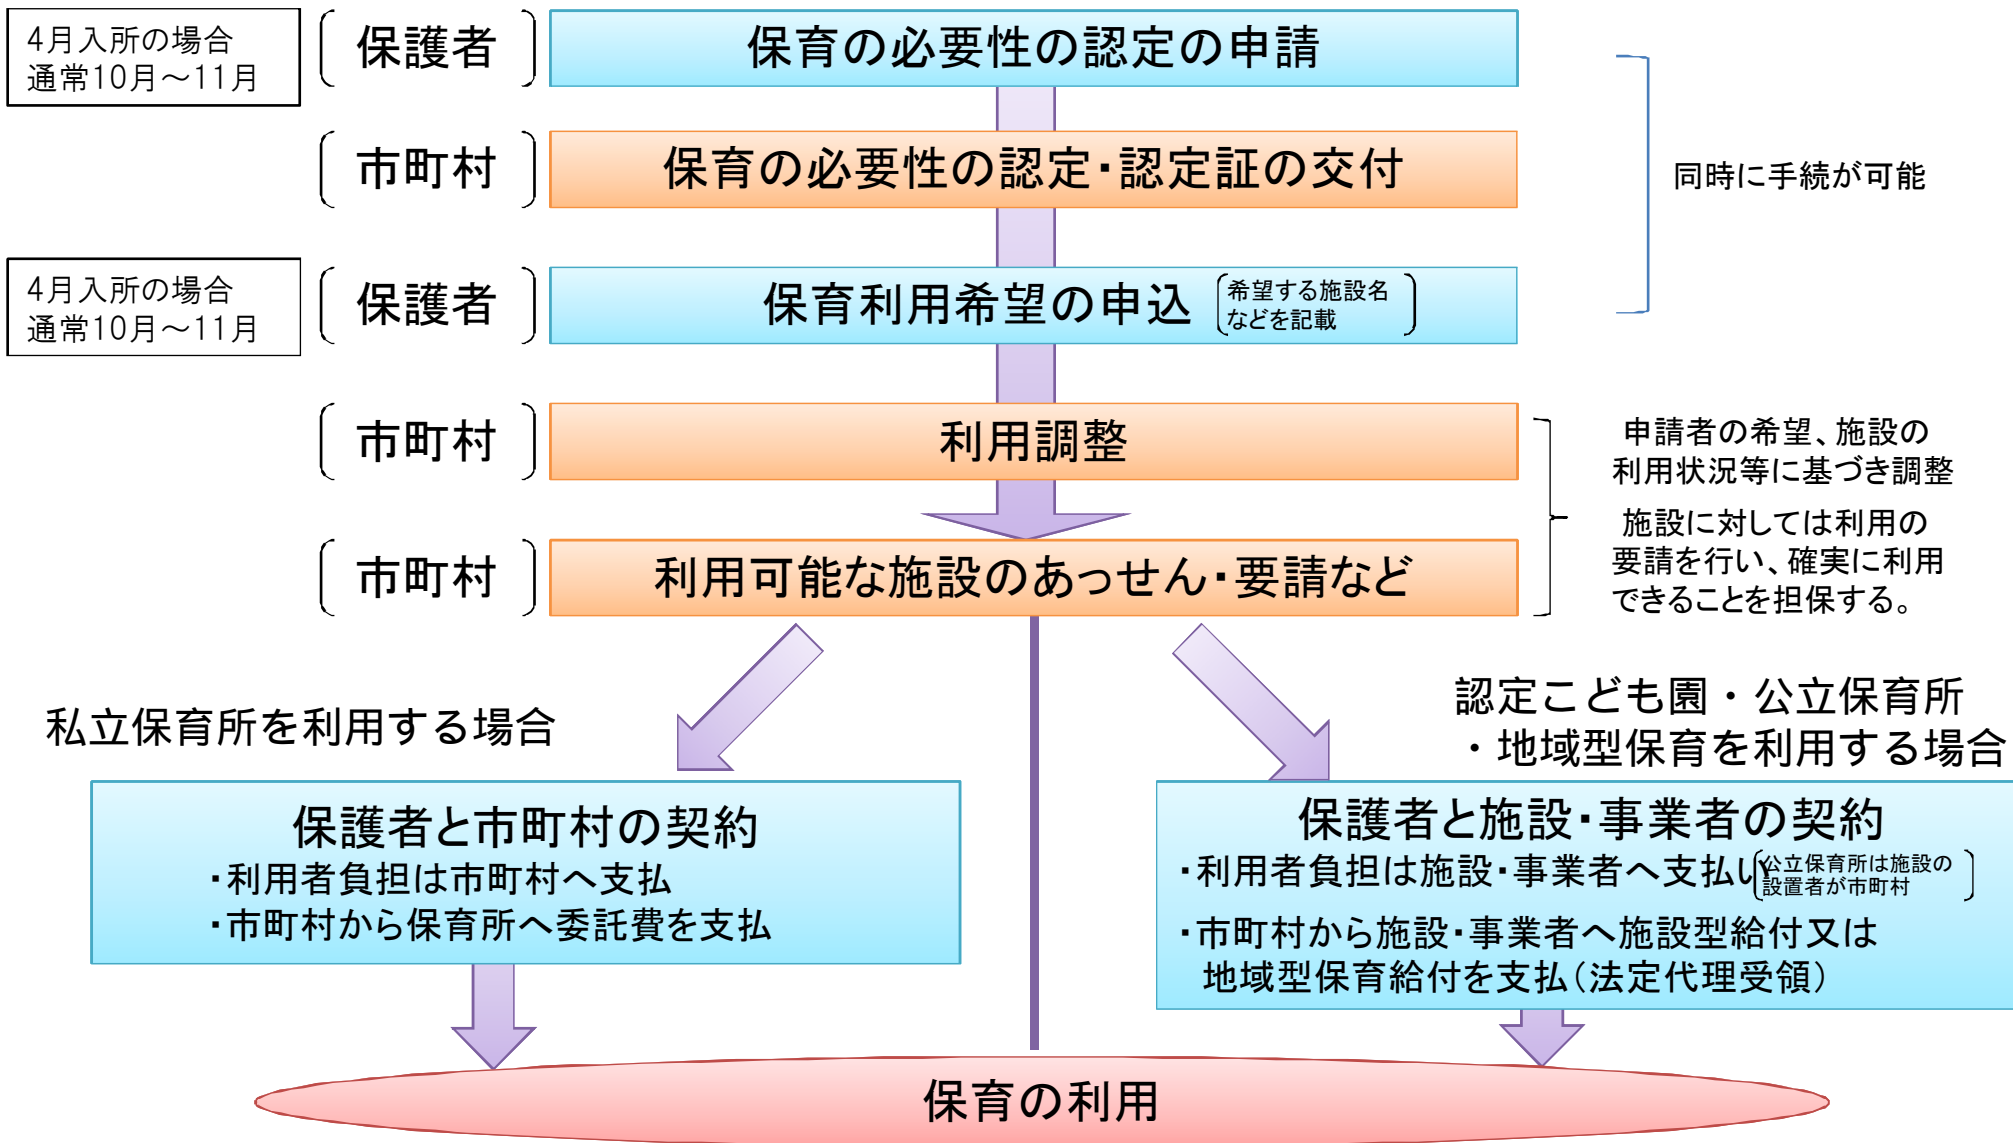 4月入所の場合
通常10月～11月
保護者
保育の必要性の認定の申請
市町村
保育の必要性の認定・認定証の交付
同時に手続が可能
4月入所の場合
通常10月～11月
保護者
保育利用希望の申込
希望する施設名
などを記載
市町村
利用調整
申請者の希望、施設の
利用状況等に基づき調整
施設に対しては利用の
要請を行い、確実に利用
できることを担保する。
市町村
利用可能な施設のあっせん・要請など
私立保育所を利用する場合
保護者と市町村の契約
・利用者負担は市町村へ支払
・市町村から保育所へ委託費を支払
認定こども園・公立保育所
・地域型保育を利用する場合
保護者と施設・事業者の契約
・利用者負担は施設・事業者へ支払い
公立保育所は施設の
設置者が市町村
・市町村から施設・事業者へ施設型給付又は
地域型保育給付を支払（法定代理受領）
保育の利用